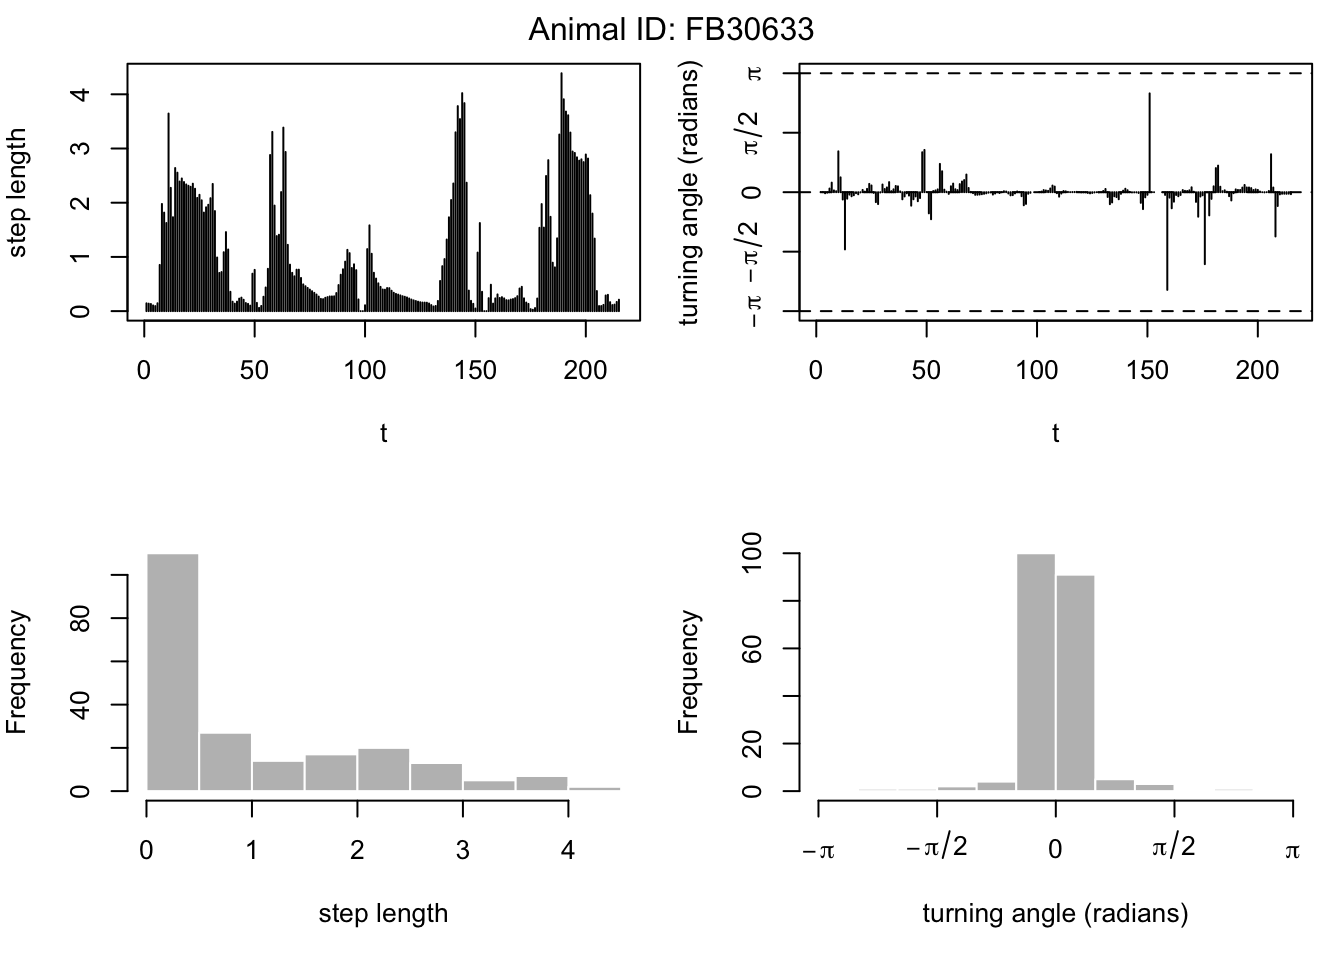 Animal ID: FB30633
step length
4
3
2
1
0
0 50 100 150 200
t
turning angle (radians)
π
π/2
0
−π/2
−π
0 50 100 150 200
t
Frequency
80
40
0
0 1 2 3 4
step length
Frequency
100
60
20
0
−π −π/2 0 π/2 π
turning angle (radians)